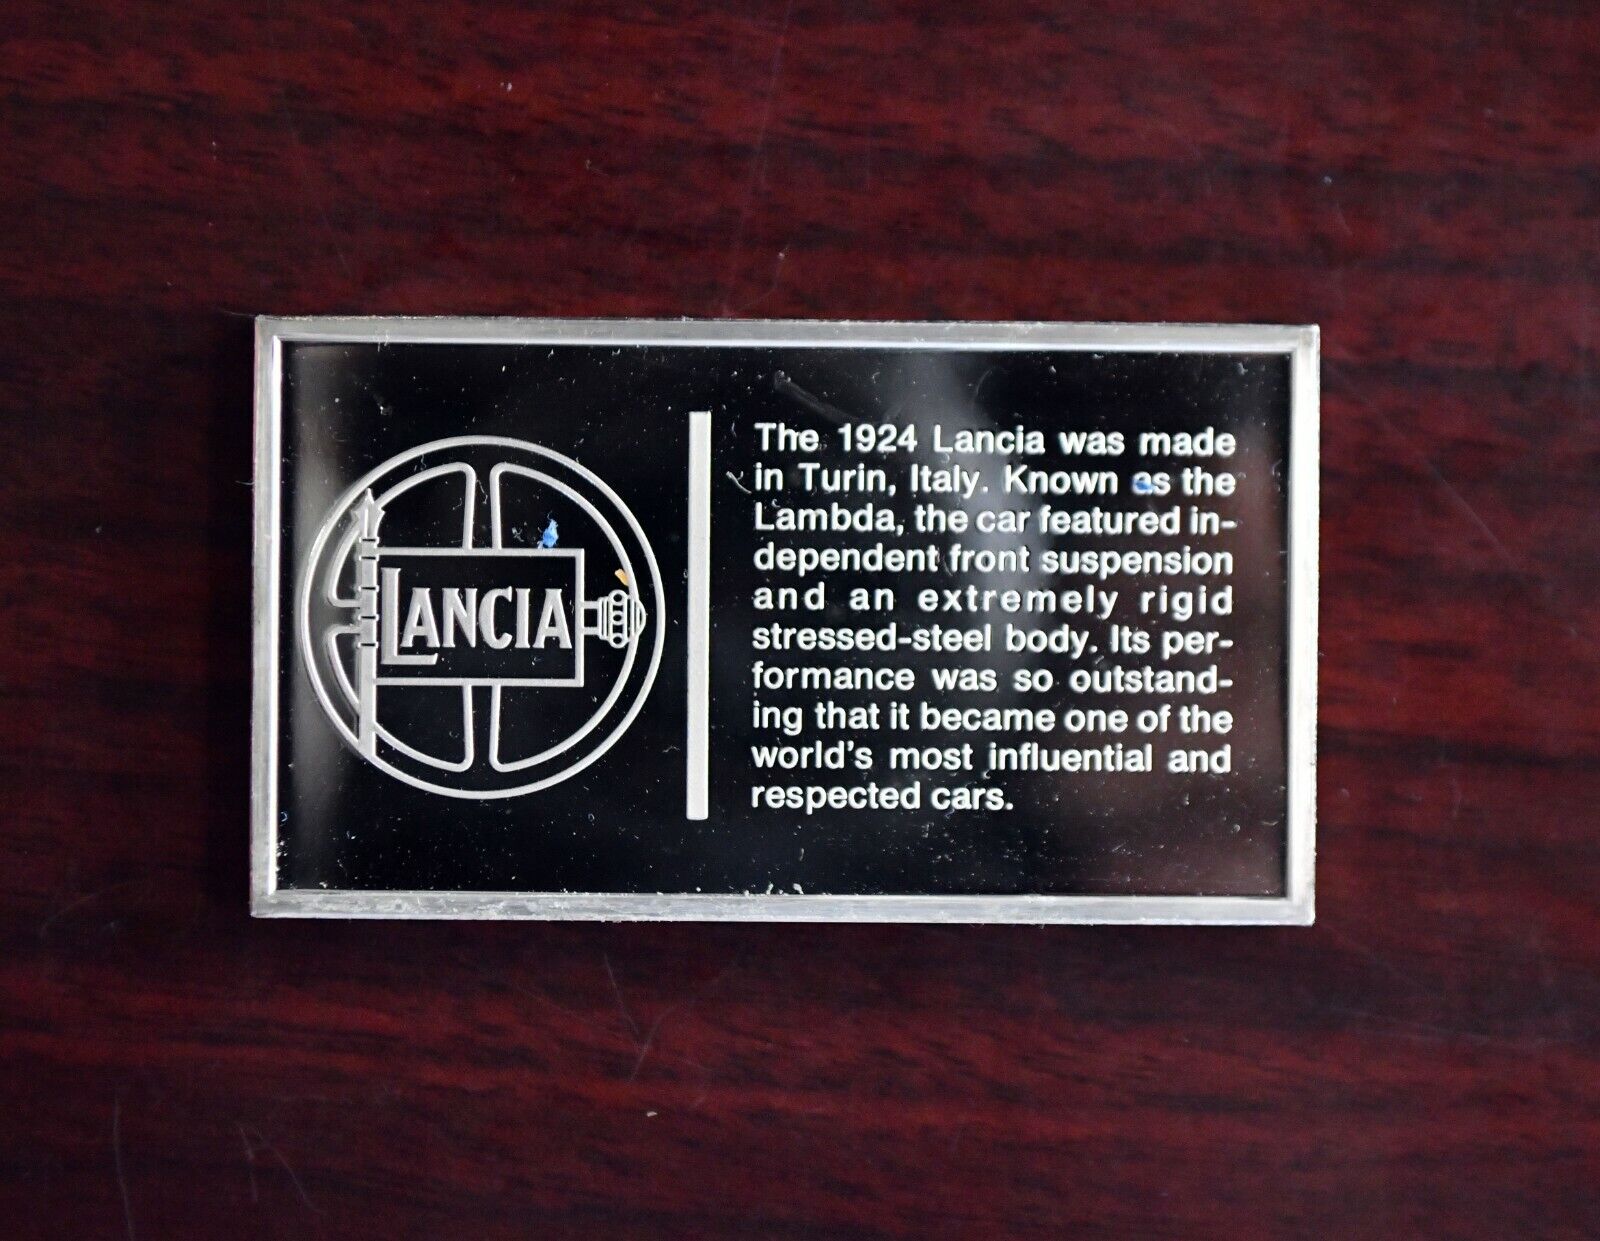 LANCIA
The 1924 Lancia was made
in Turin, Italy. Known as the
Lambda, the car featured in-
dependent front suspension
and an extremely rigid
stressed-steel body. Its per-
formance was so outstand-
ing that it became one of the
world's most influential and
respected cars.